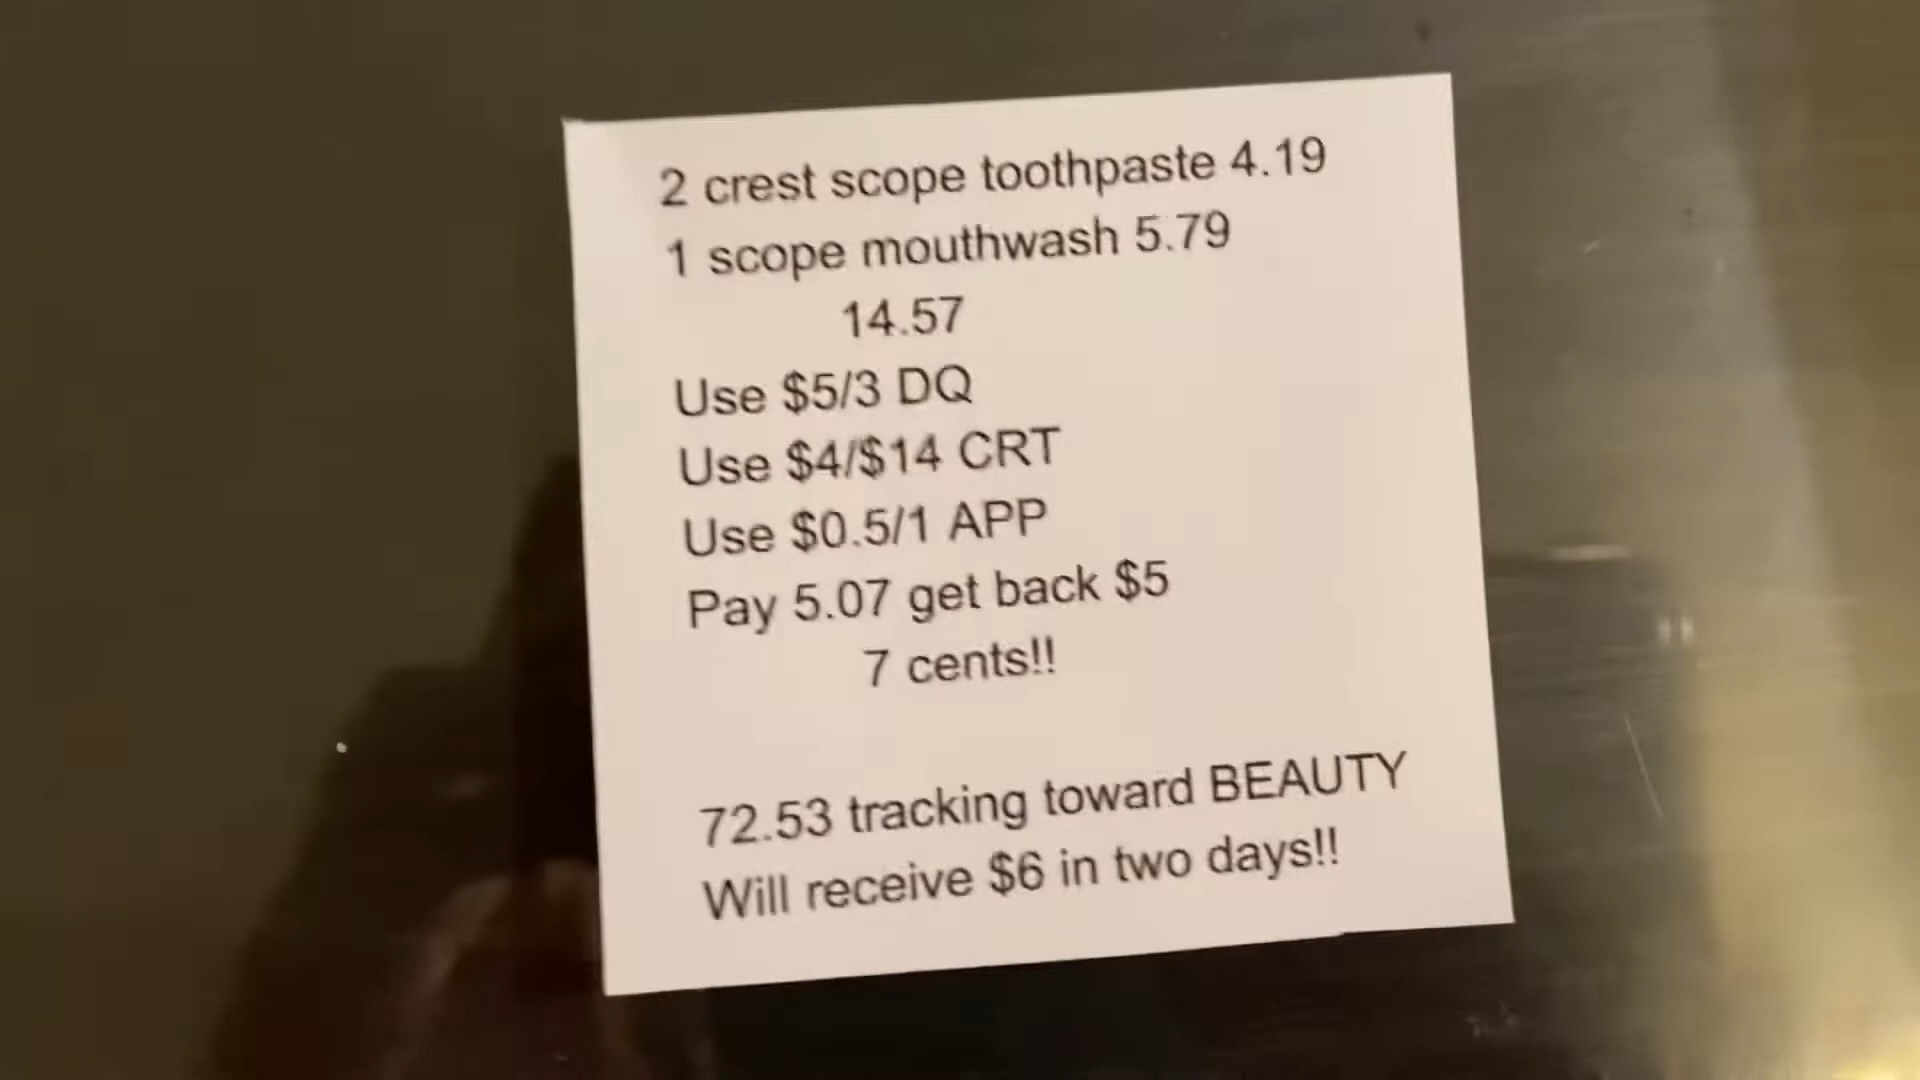 2 crest scope toothpaste 4.19
1 scope mouthwash 5.79
14.57
Use $5/3 DQ
Use $4/$14 CRT
Use $0.5/1 APP
Pay 5.07 get back $5
7 cents!!
72.53 tracking toward BEAUTY
Will receive $6 in two days!!